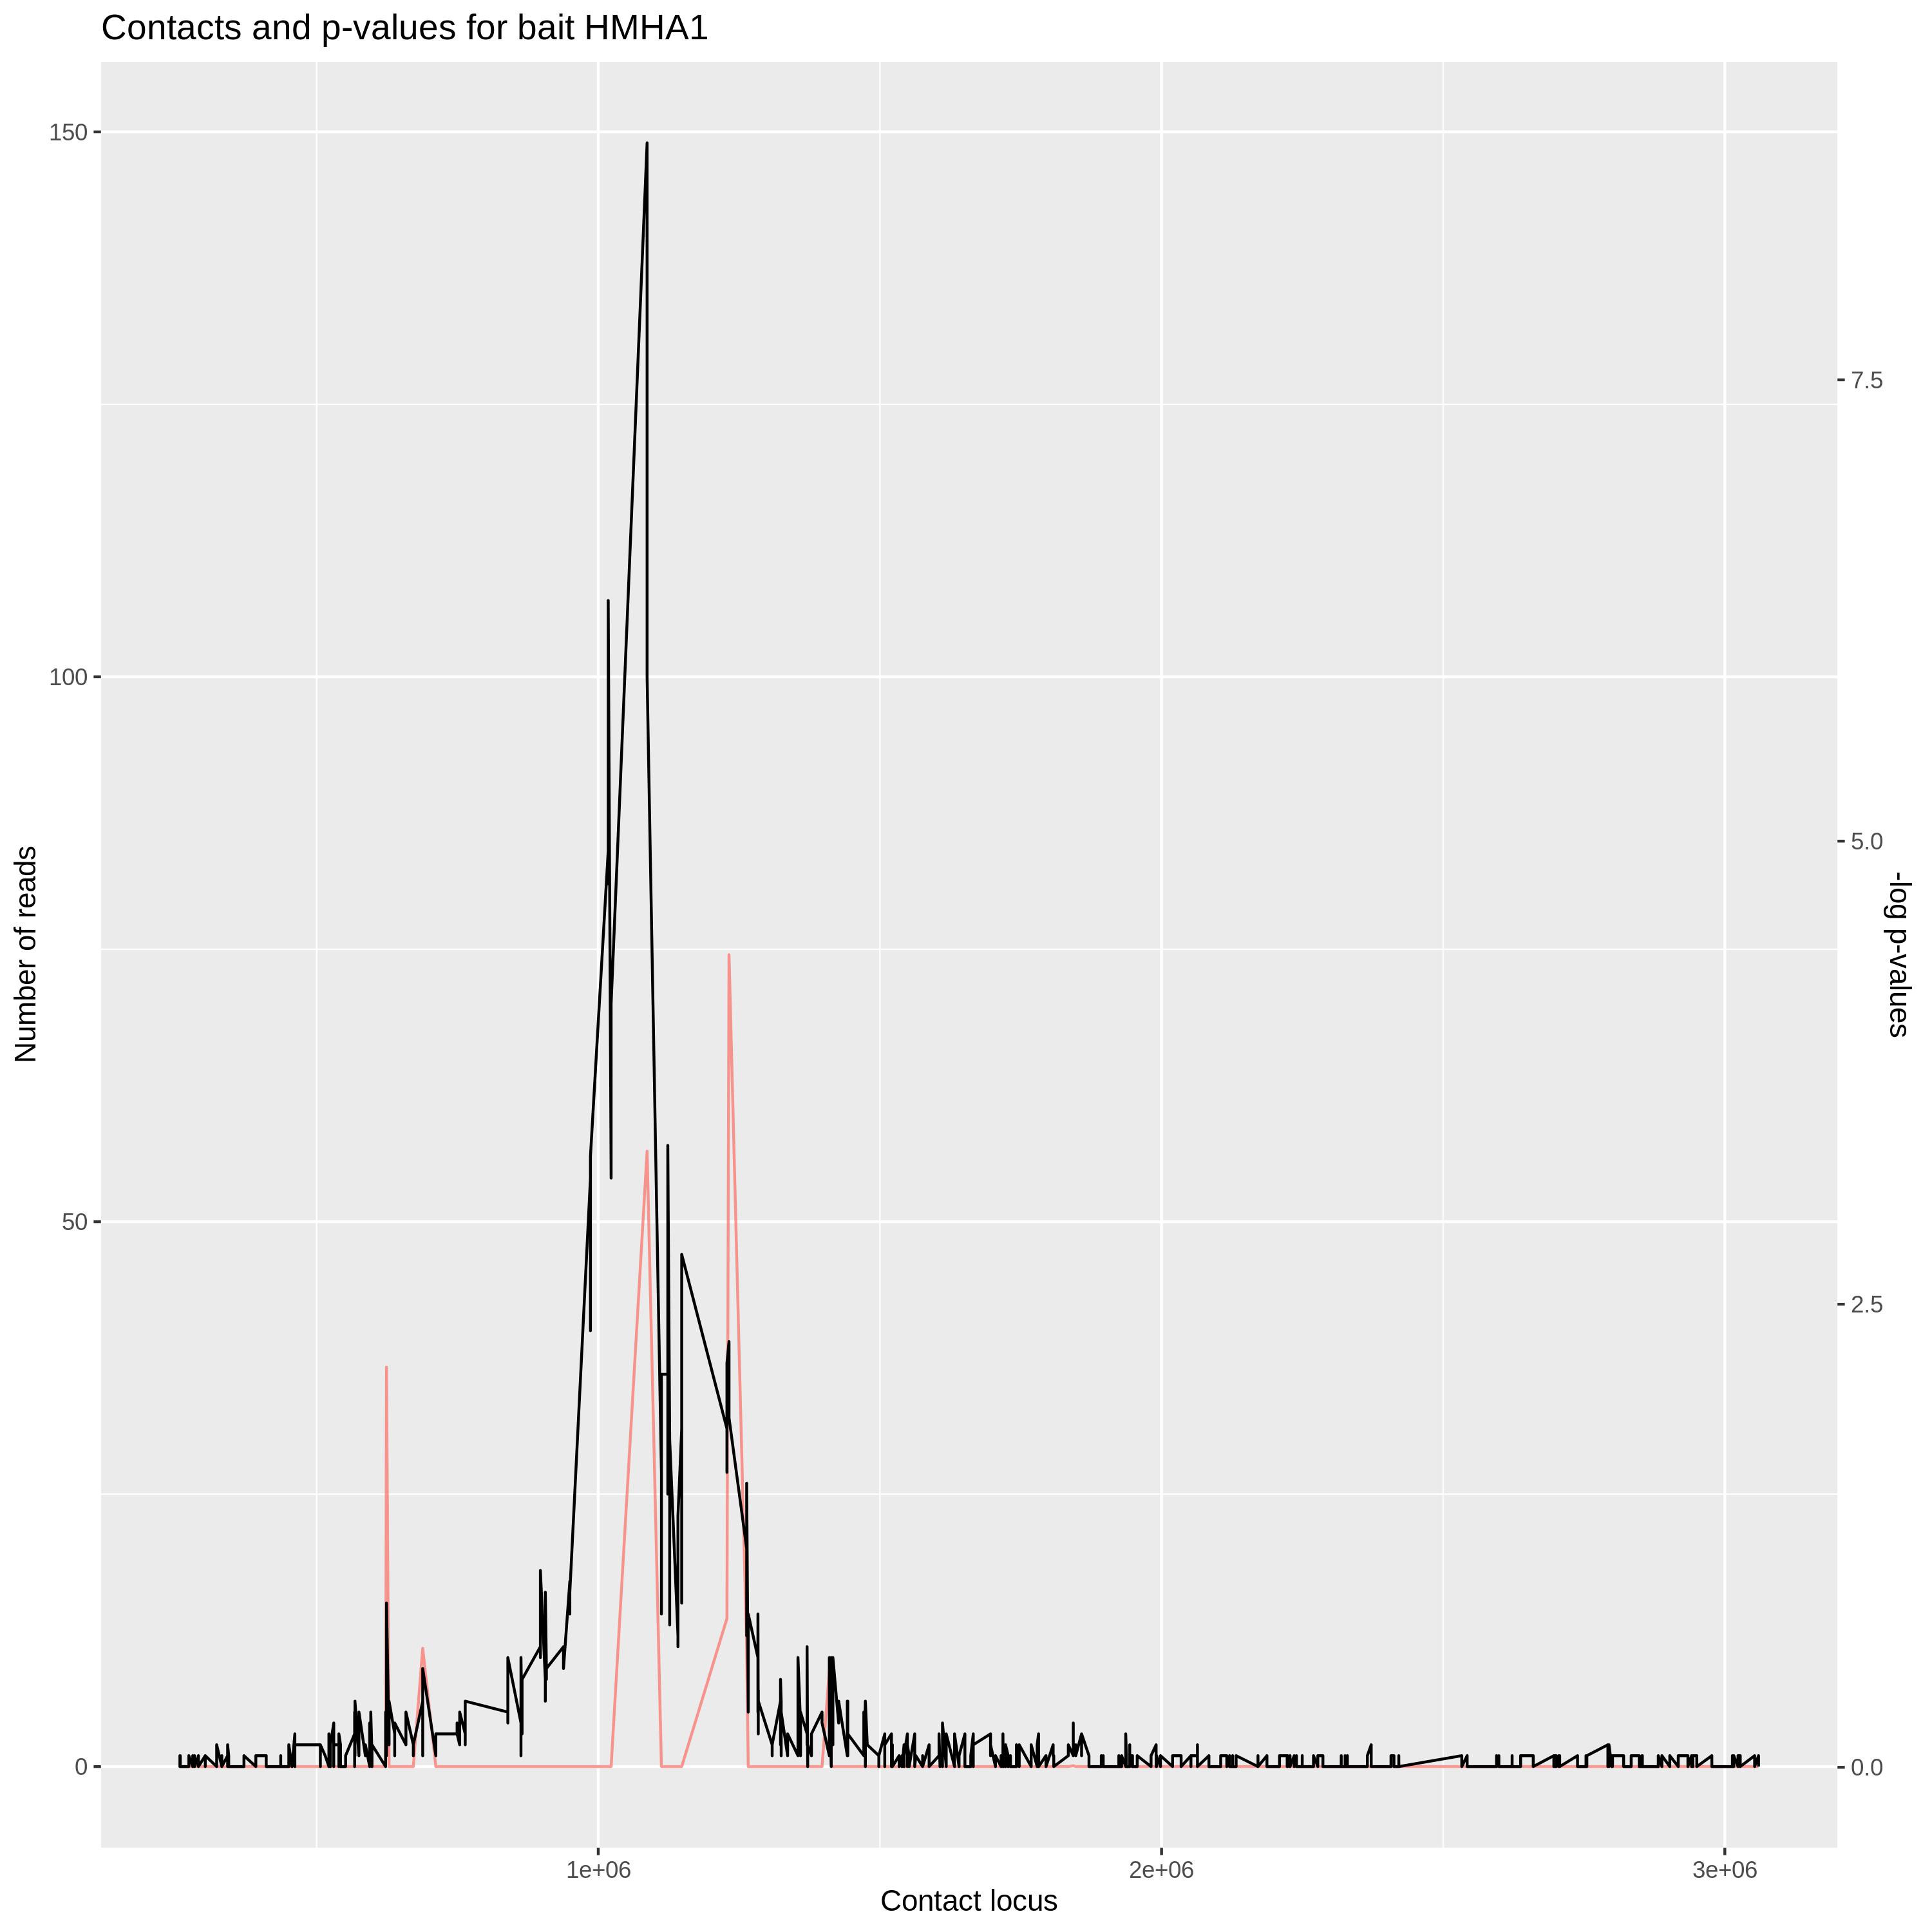 Contacts and p-values for bait HMHA1
150
100
50
0
Number of reads
7.5
5.0
2.5
0.0
-log p-values
1e+06
2e+06
3e+06
Contact locus